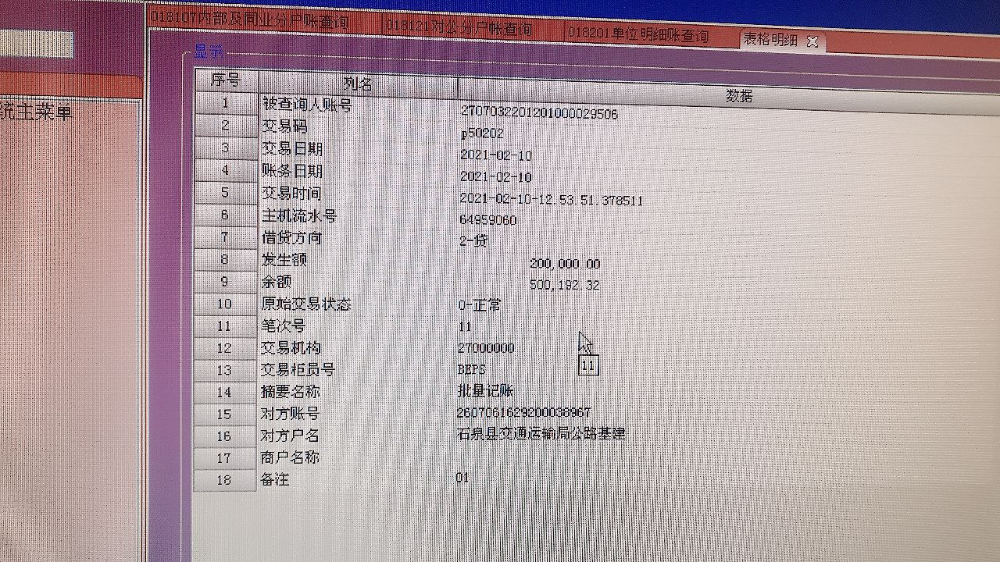 018107内部及同业分户账查询 018121对公分户账查询 018201单位明细账查询 表格明细
统主菜单
显示
序号 列名 数据
1 被查询人账号 2707032201201000029506
2 交易码 p50202
3 交易日期 2021-02-10
4 账务日期 2021-02-10
5 交易时间 2021-02-10-12.53.51.378511
6 主机流水号 64959060
7 借贷方向 2-贷
8 发生额 200,000.00
9 余额 500,192.32
10 原始交易状态 0-正常
11 笔次号 11
11
12 交易机构 27000000
13 交易柜员号 BEPS
14 摘要名称 批量记账
15 对方账号 2607061629200038967
16 对方户名 石泉县交通运输局公路基建
17 商户名称
18 备注 01